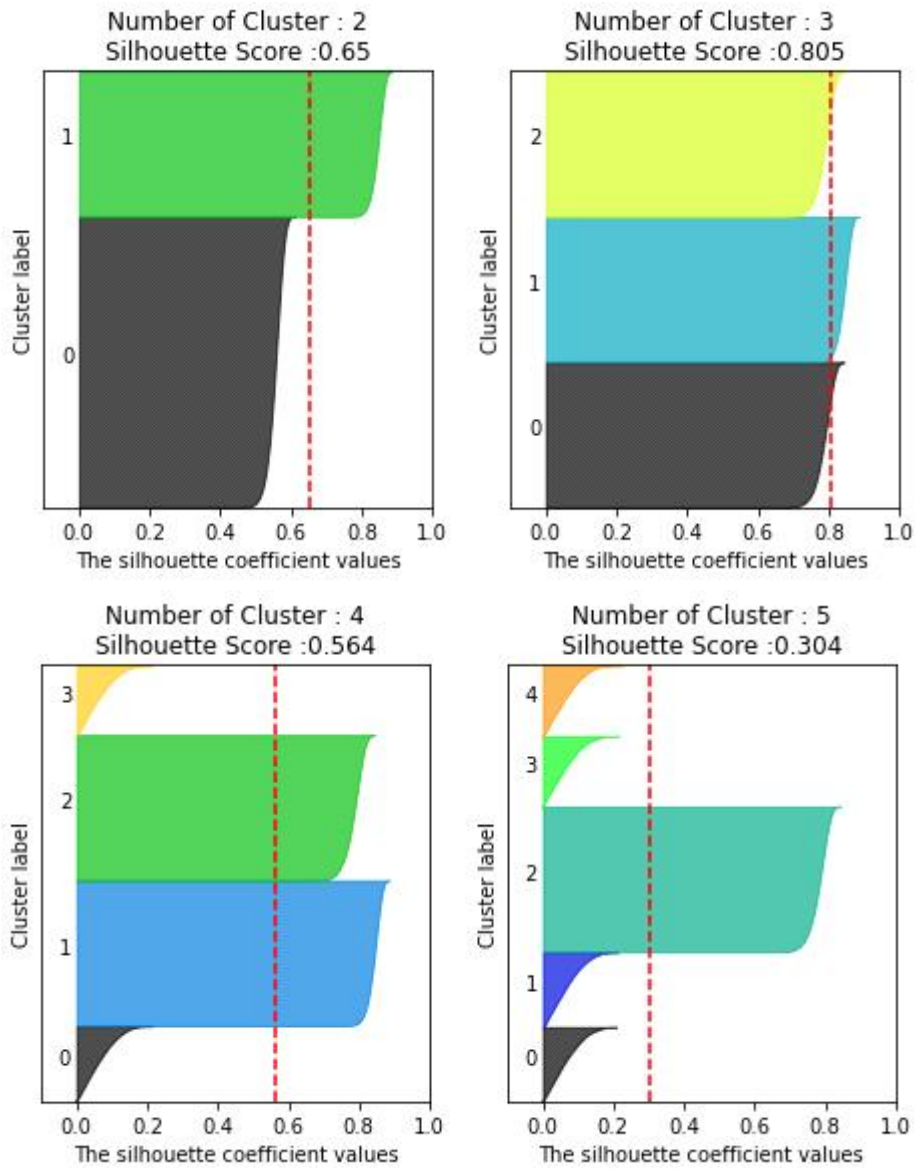 Number of Cluster : 2
Silhouette Score :0.65
1
0
Cluster label
0.0 0.2 0.4 0.6 0.8 1.0
The silhouette coefficient values
Number of Cluster : 3
Silhouette Score :0.805
2
1
0
Cluster label
0.0 0.2 0.4 0.6 0.8 1.0
The silhouette coefficient values
Number of Cluster : 4
Silhouette Score :0.564
3
2
1
0
Cluster label
0.0 0.2 0.4 0.6 0.8 1.0
The silhouette coefficient values
Number of Cluster : 5
Silhouette Score :0.304
4
3
2
1
0
Cluster label
0.0 0.2 0.4 0.6 0.8 1.0
The silhouette coefficient values